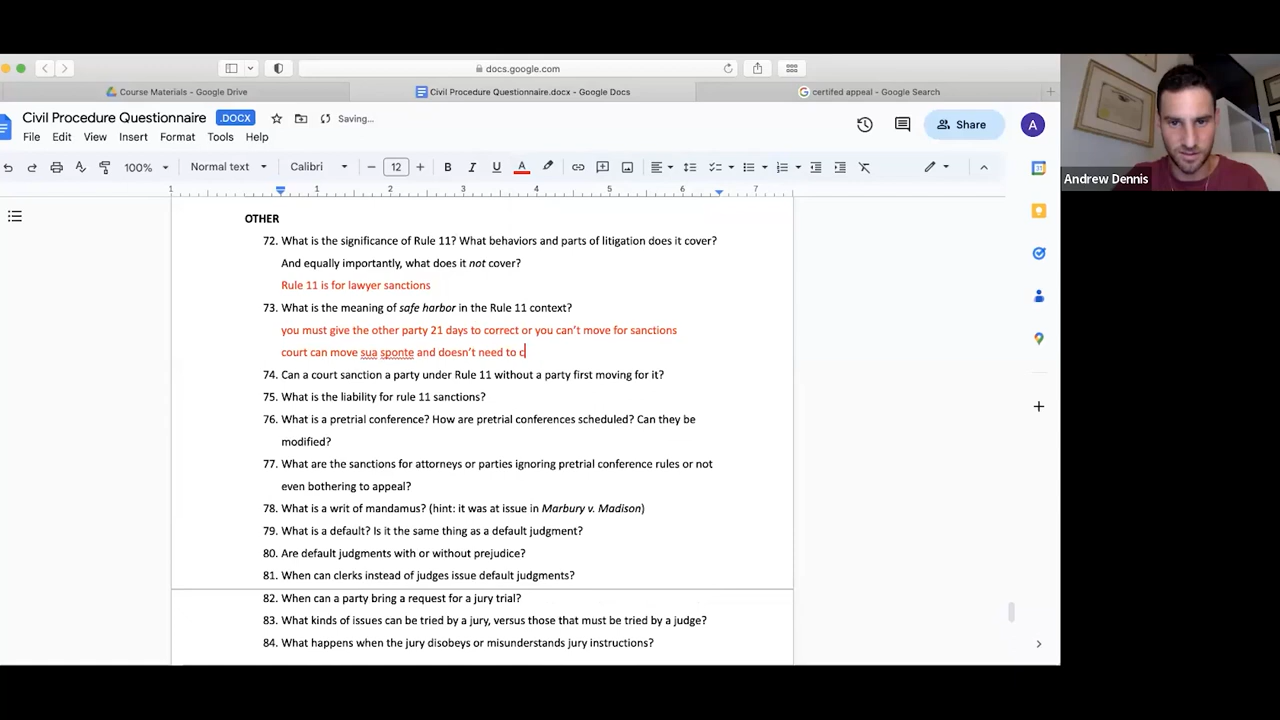 docs.google.com
Course Materials - Google Drive
Civil Procedure Questionnaire.docx - Google Docs
certifed appeal - Google Search
Civil Procedure Questionnaire .DOCX Saving...
Share
A
File Edit View Insert Format Tools Help
100% Normal text Calibri 12 B I U A
1 1 2 3 4 5 6 7
Andrew Dennis
OTHER
72. What is the significance of Rule 11? What behaviors and parts of litigation does it cover?
And equally importantly, what does it not cover?
Rule 11 is for lawyer sanctions
73. What is the meaning of safe harbor in the Rule 11 context?
you must give the other party 21 days to correct or you can't move for sanctions
court can move sua sponte and doesn't need to c
74. Can a court sanction a party under Rule 11 without a party first moving for it?
75. What is the liability for rule 11 sanctions?
76. What is a pretrial conference? How are pretrial conferences scheduled? Can they be
modified?
77. What are the sanctions for attorneys or parties ignoring pretrial conference rules or not
even bothering to appeal?
78. What is a writ of mandamus? (hint: it was at issue in Marbury v. Madison)
79. What is a default? Is it the same thing as a default judgment?
80. Are default judgments with or without prejudice?
81. When can clerks instead of judges issue default judgments?
82. When can a party bring a request for a jury trial?
83. What kinds of issues can be tried by a jury, versus those that must be tried by a judge?
84. What happens when the jury disobeys or misunderstands jury instructions?